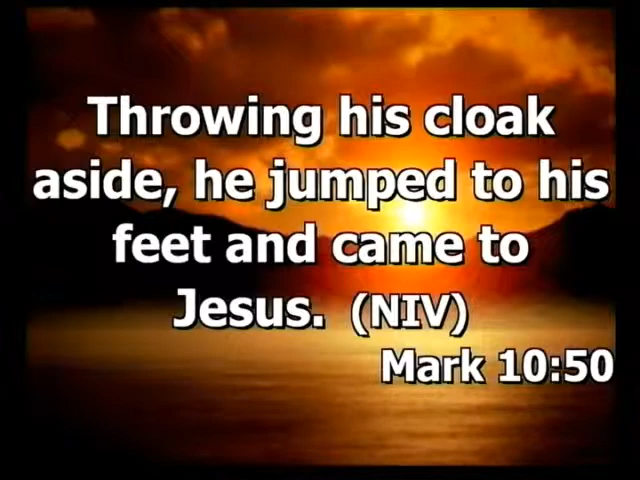 Throwing his cloak
aside, he jumped to his
feet and came to
Jesus. (NIV)
Mark 10:50